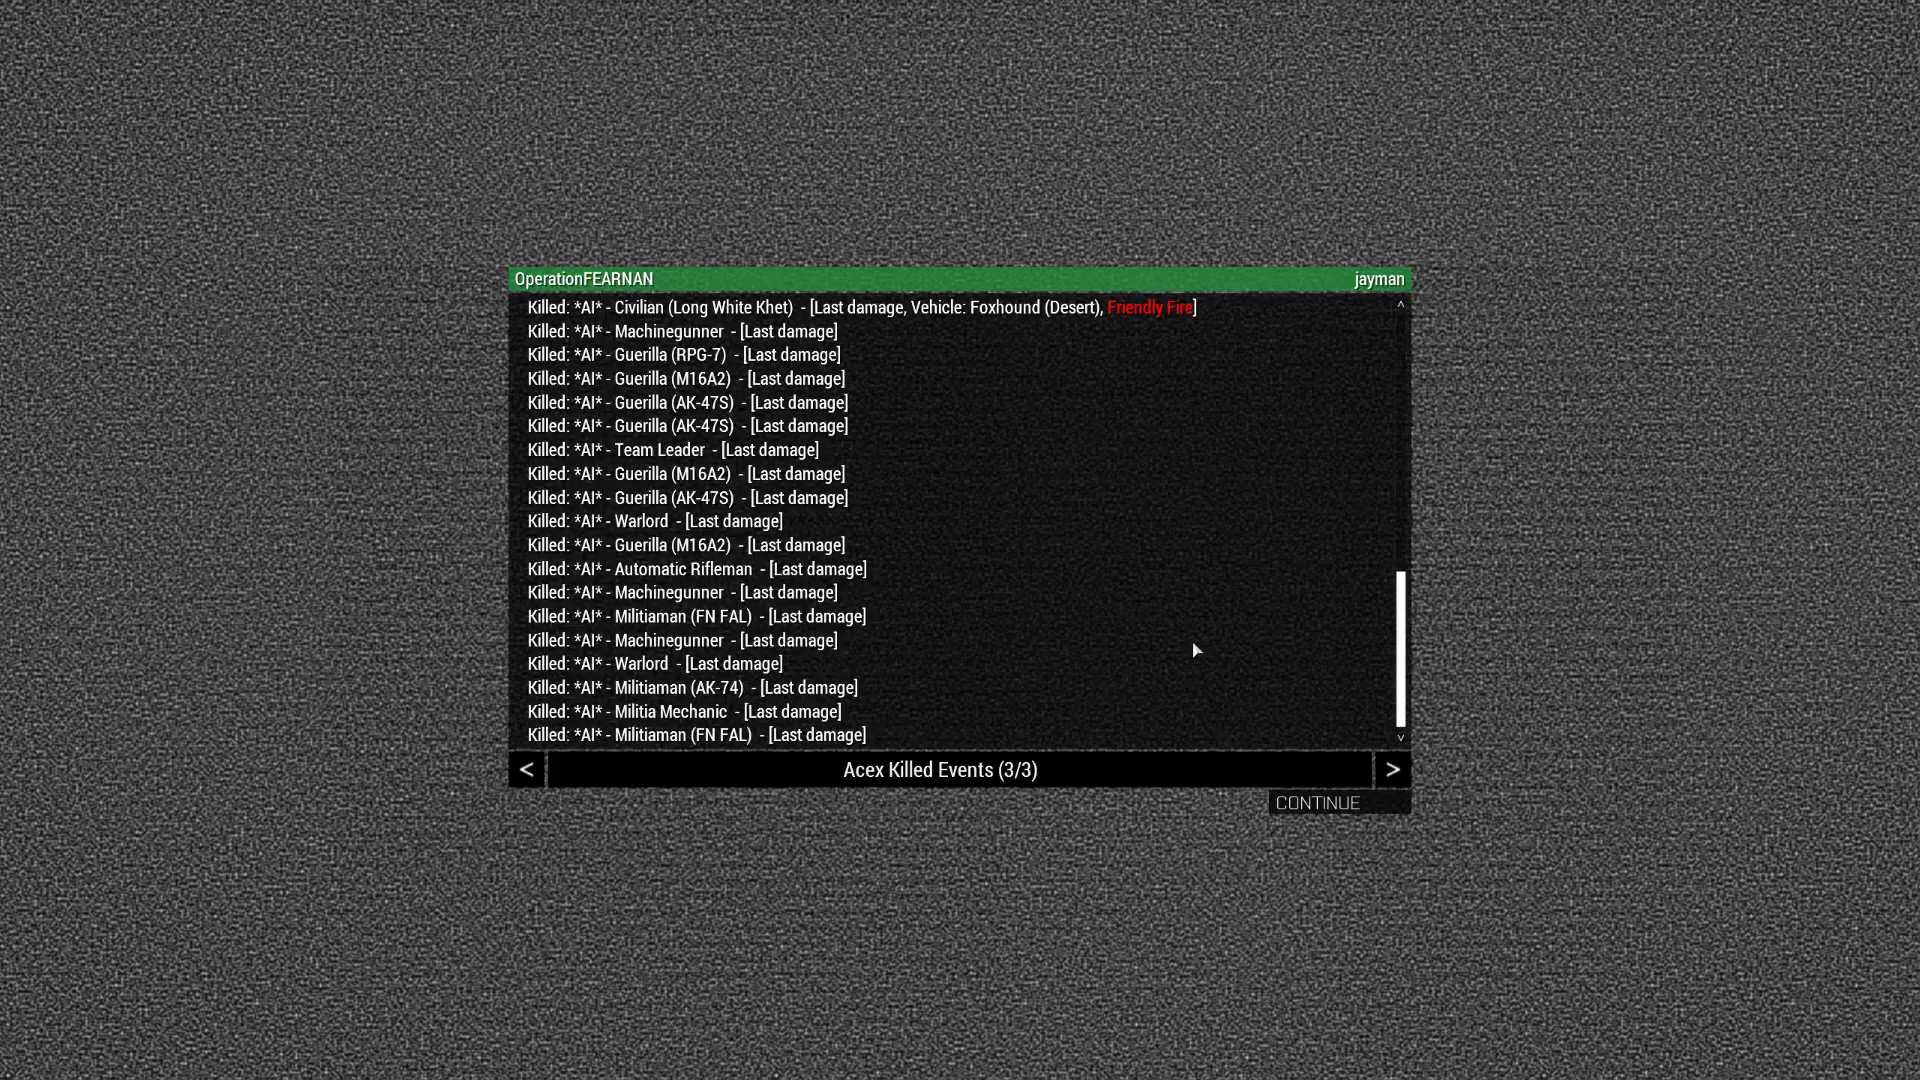 OperationFEARNAN jayman
Killed: *AI* - Civilian (Long White Khet) - [Last damage, Vehicle: Foxhound (Desert), Friendly Fire]
Killed: *AI* - Machinegunner - [Last damage]
Killed: *AI* - Guerilla (RPG-7) - [Last damage]
Killed: *AI* - Guerilla (M16A2) - [Last damage]
Killed: *AI* - Guerilla (AK-47S) - [Last damage]
Killed: *AI* - Guerilla (AK-47S) - [Last damage]
Killed: *AI* - Team Leader - [Last damage]
Killed: *AI* - Guerilla (M16A2) - [Last damage]
Killed: *AI* - Guerilla (AK-47S) - [Last damage]
Killed: *AI* - Warlord - [Last damage]
Killed: *AI* - Guerilla (M16A2) - [Last damage]
Killed: *AI* - Automatic Rifleman - [Last damage]
Killed: *AI* - Machinegunner - [Last damage]
Killed: *AI* - Militiaman (FN FAL) - [Last damage]
Killed: *AI* - Machinegunner - [Last damage]
Killed: *AI* - Warlord - [Last damage]
Killed: *AI* - Militiaman (AK-74) - [Last damage]
Killed: *AI* - Militia Mechanic - [Last damage]
Killed: *AI* - Militiaman (FN FAL) - [Last damage]
< Acex Killed Events (3/3) >
CONTINUE